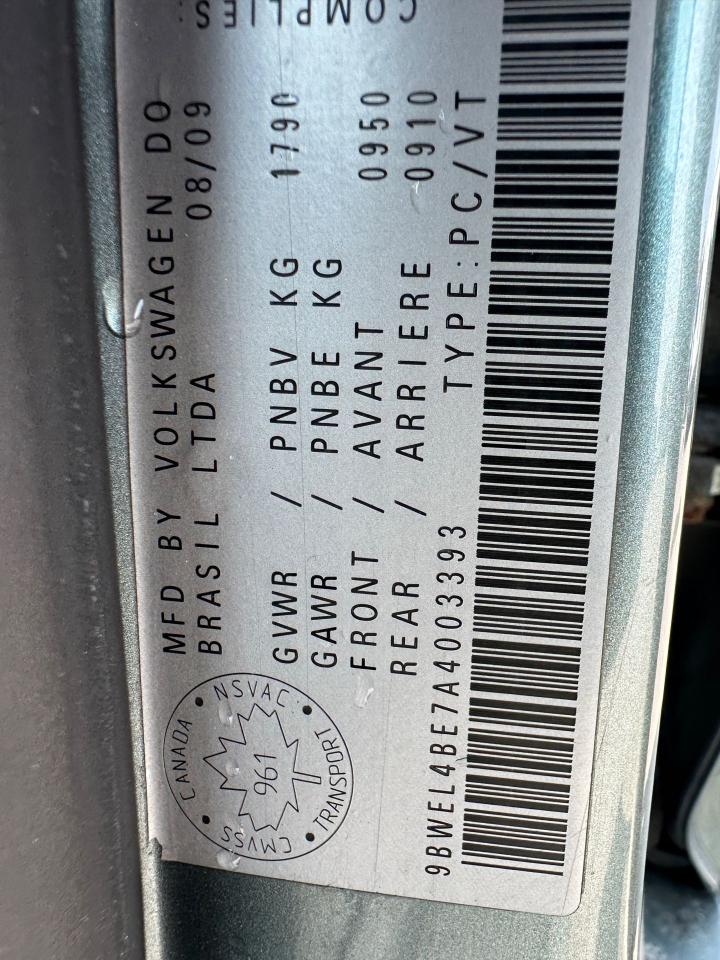 MFD BY VOLKSWAGEN DO
BRASIL LTDA 08/09
GVWR / PNBV KG 1790
GAWR / PNBE KG
FRONT / AVANT 0950
REAR / ARRIERE 0910
9BWEL4BE7A4003393 TYPE:PC/VT
CANADA
NSVAC
TRANSPORT
CMVSS
961
COMPLIES: